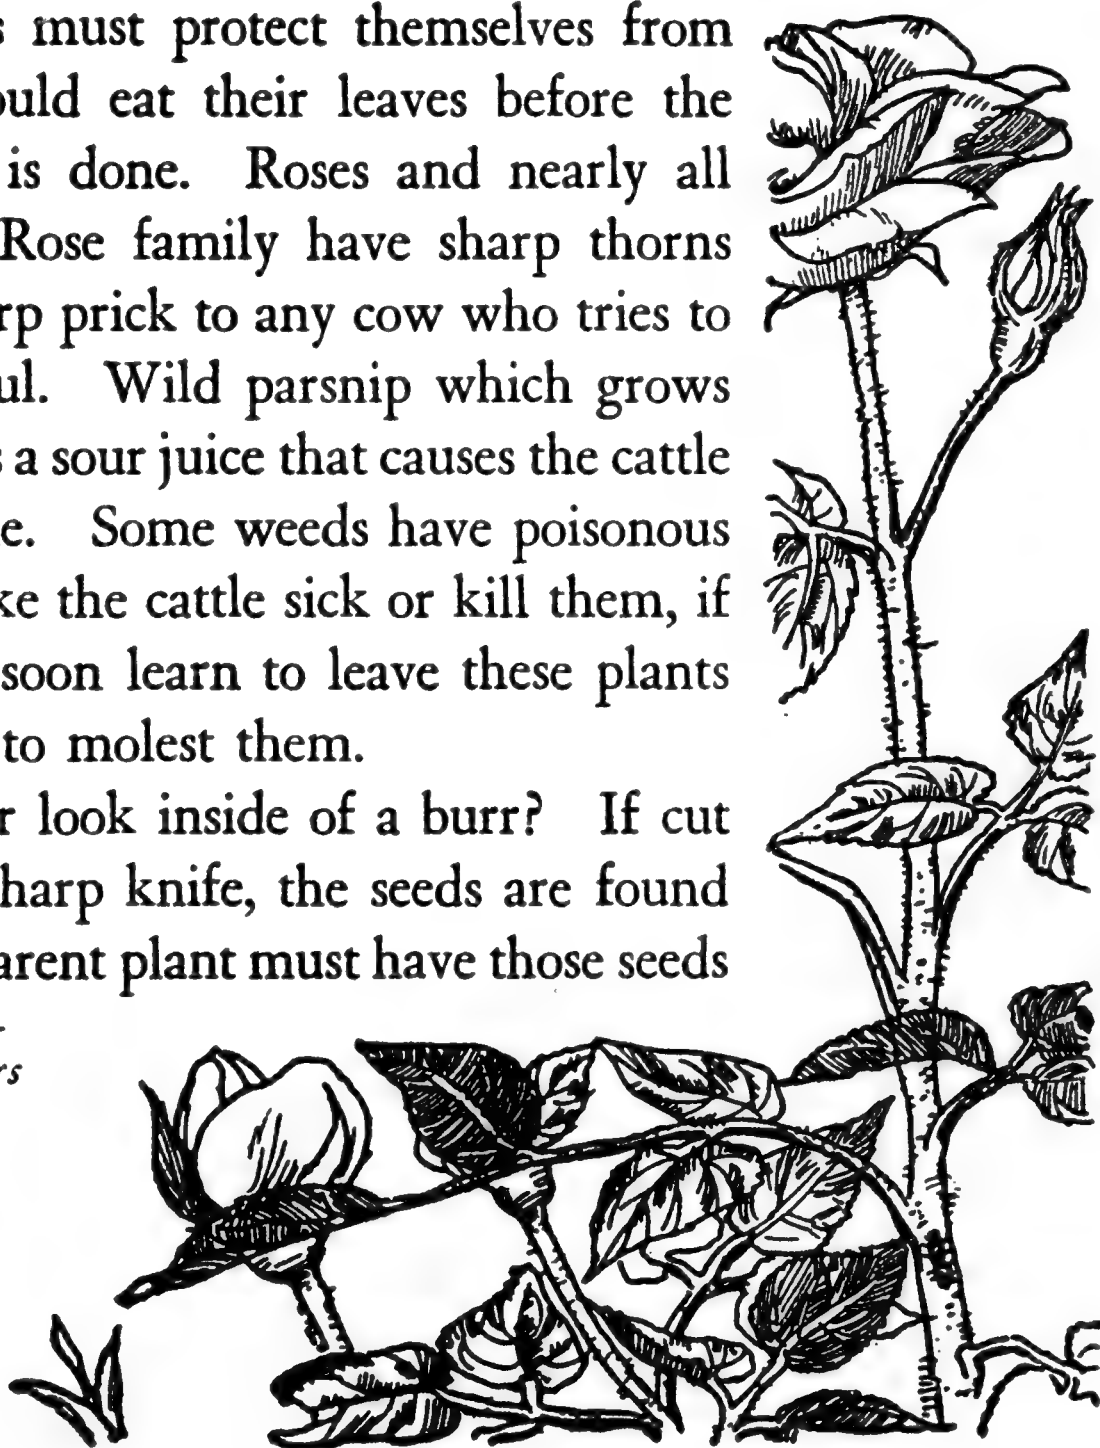 must protect themselves from
ould eat their leaves before the
is done. Roses and nearly all
Rose family have sharp thorns
rp prick to any cow who tries to
ul. Wild parsnip which grows
s a sour juice that causes the cattle
e. Some weeds have poisonous
ke the cattle sick or kill them, if
soon learn to leave these plants
to molest them.
r look inside of a burr? If cut
harp knife, the seeds are found
arent plant must have those seeds
rs